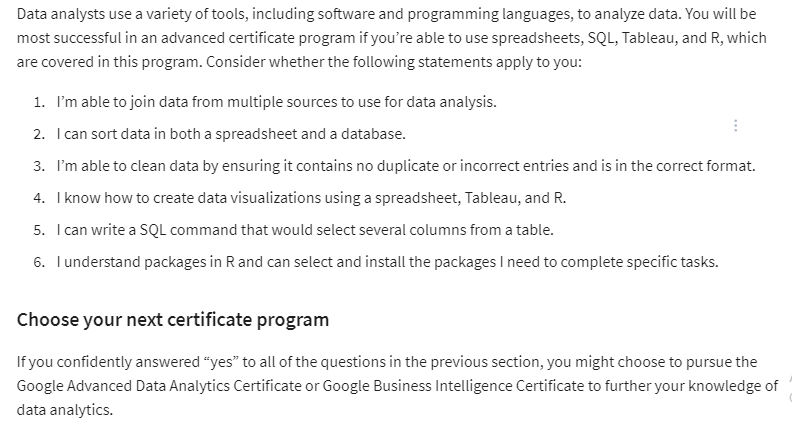 Data analysts use a variety of tools, including software and programming languages, to analyze data. You will be
most successful in an advanced certificate program if you’re able to use spreadsheets, SQL, Tableau, and R, which
are covered in this program. Consider whether the following statements apply to you:
1. I’m able to join data from multiple sources to use for data analysis.
2. I can sort data in both a spreadsheet and a database.
3. I’m able to clean data by ensuring it contains no duplicate or incorrect entries and is in the correct format.
4. I know how to create data visualizations using a spreadsheet, Tableau, and R.
5. I can write a SQL command that would select several columns from a table.
6. I understand packages in R and can select and install the packages I need to complete specific tasks.
Choose your next certificate program
If you confidently answered “yes” to all of the questions in the previous section, you might choose to pursue the
Google Advanced Data Analytics Certificate or Google Business Intelligence Certificate to further your knowledge of
data analytics.